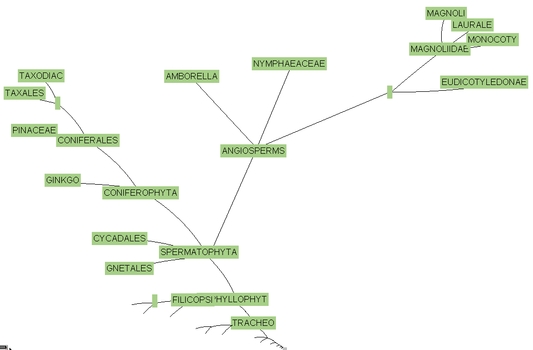 MAGNOLI
LAURALE
MONOCOTY
MAGNOLIIDAE
NYMPHAEACEAE
AMBORELLA
EUDICOTYLEDONAE
TAXODIAC
TAXALES
PINACEAE
CONIFERALES
ANGIOSPERMS
GINKGO
CONIFEROPHYTA
CYCADALES
SPERMATOPHYTA
GNETALES
FILICOPSI HYLLOPHYT
TRACHEO